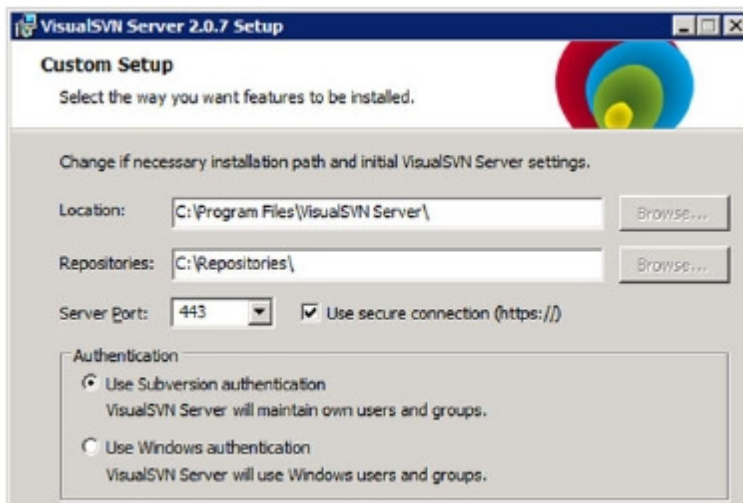 VisualSVN Server 2.0.7 Setup
Custom Setup
Select the way you want features to be installed.
Change if necessary installation path and initial VisualSVN Server settings.
Location: C:\Program Files\VisualSVN Server\ Browse...
Repositories: C:\Repositories\ Browse...
Server Port: 443 Use secure connection (https://)
Authentication
Use Subversion authentication
VisualSVN Server will maintain own users and groups.
Use Windows authentication
VisualSVN Server will use Windows users and groups.